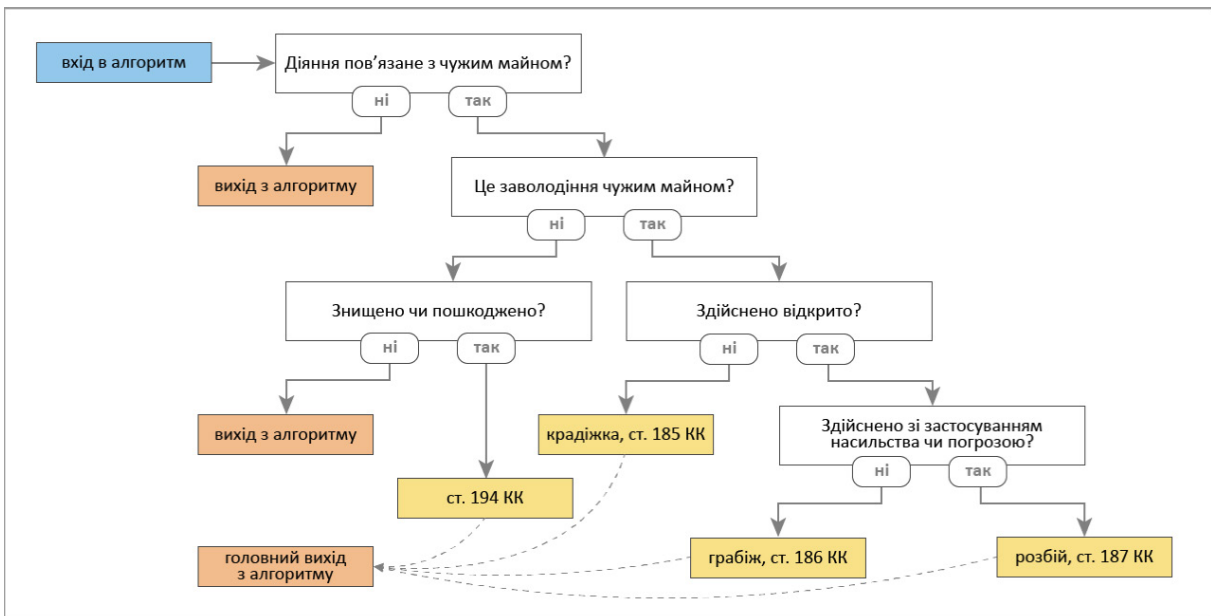 вхід в алгоритм
Діяння пов’язане з чужим майном?
ні
так
вихід з алгоритму
Це заволодіння чужим майном?
ні
так
Знищено чи пошкоджено?
ні
так
Здійснено відкрито?
ні
так
вихід з алгоритму
крадіжка, ст. 185 КК
Здійснено зі застосуванням
насильства чи погрозою?
ні
так
ст. 194 КК
головний вихід
з алгоритму
грабіж, ст. 186 КК
розбій, ст. 187 КК